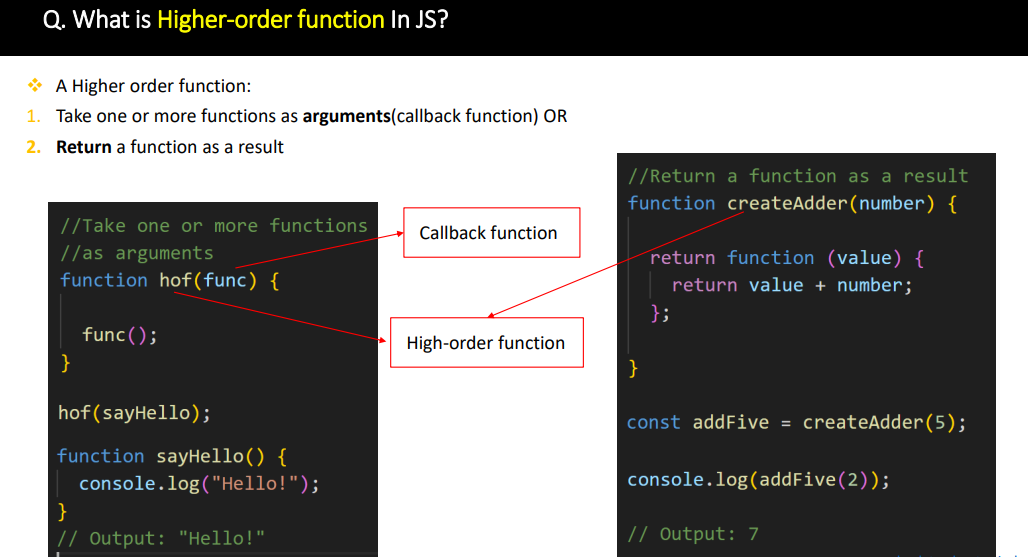 Q. What is Higher-order function In JS?
A Higher order function:
1. Take one or more functions as arguments(callback function) OR
2. Return a function as a result
//Take one or more functions
//as arguments
function hof(func) {
func();
}
hof(sayHello);
function sayHello() {
console.log("Hello!");
}
// Output: "Hello!"
Callback function
High-order function
//Return a function as a result
function createAdder(number) {
return function (value) {
return value + number;
};
}
const addFive = createAdder(5);
console.log(addFive(2));
// Output: 7